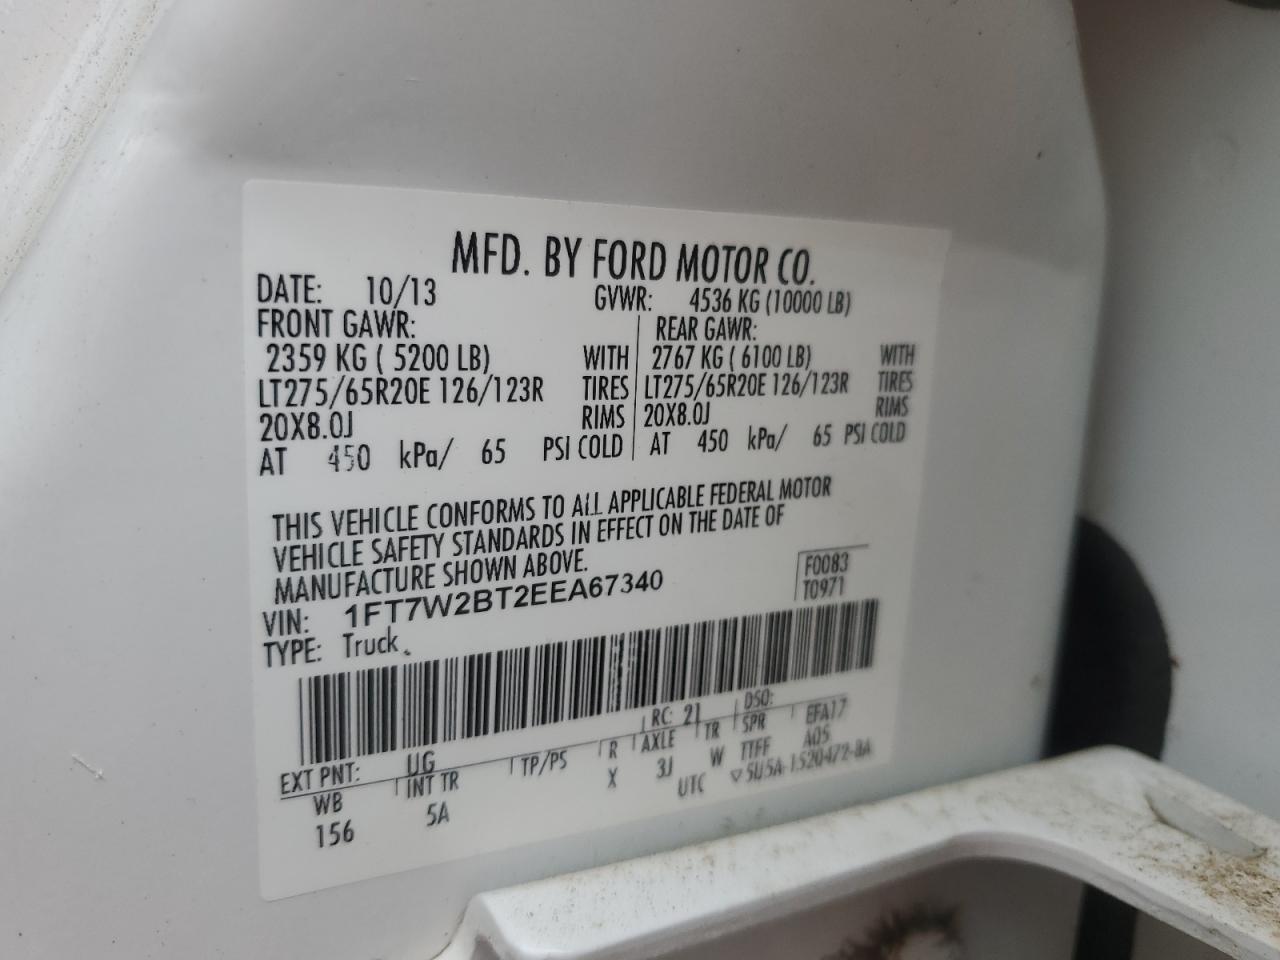 MFD. BY FORD MOTOR CO.
DATE: 10/13 GVWR: 4536 KG (10000 LB)
FRONT GAWR: REAR GAWR:
2359 KG ( 5200 LB) WITH 2767 KG ( 6100 LB) WITH
LT275/65R20E 126/123R TIRES LT275/65R20E 126/123R TIRES
20X8.0J RIMS 20X8.0J RIMS
AT 450 kPa/ 65 PSI COLD AT 450 kPa/ 65 PSI COLD
THIS VEHICLE CONFORMS TO ALL APPLICABLE FEDERAL MOTOR
VEHICLE SAFETY STANDARDS IN EFFECT ON THE DATE OF
MANUFACTURE SHOWN ABOVE.
F0083
VIN: 1FT7W2BT2EEA67340 T0971
TYPE: Truck
EXT PNT: UG RC: 21 DSO: EFA17
WB INT TR TP/PS R AXLE TR SPR A05
156 5A X 3J W TTFF
UTC ▽5U5A-1520472-BA